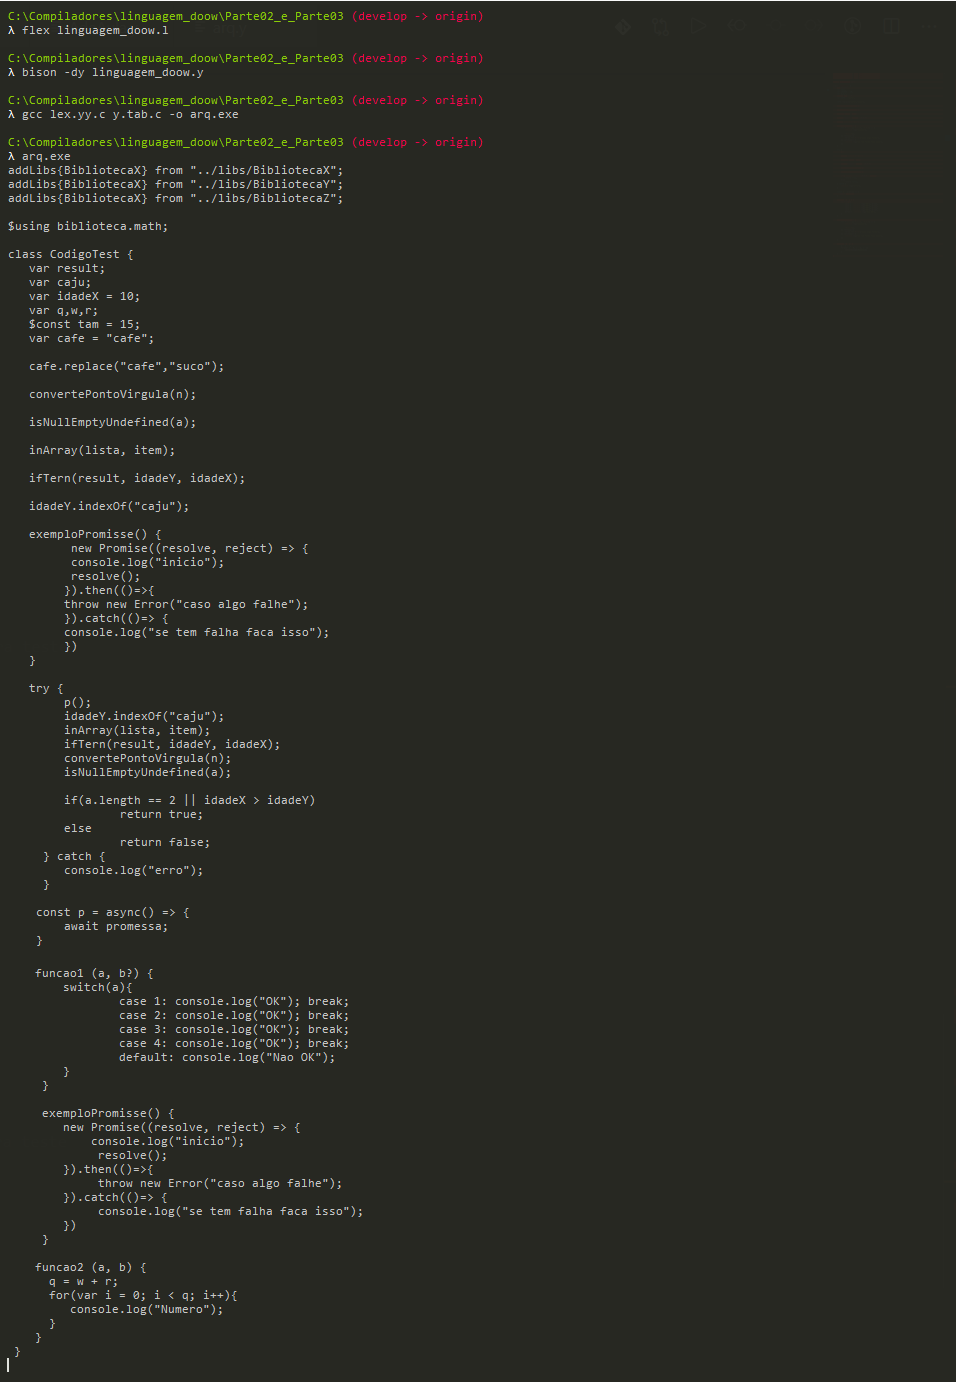 C:\Compiladores\linguagem_doow\Parte02_e_Parte03 (develop -> origin)
λ flex linguagem_doow.l
C:\Compiladores\linguagem_doow\Parte02_e_Parte03 (develop -> origin)
λ bison -dy linguagem_doow.y
C:\Compiladores\linguagem_doow\Parte02_e_Parte03 (develop -> origin)
λ gcc lex.yy.c y.tab.c -o arq.exe
C:\Compiladores\linguagem_doow\Parte02_e_Parte03 (develop -> origin)
λ arq.exe
addLibs{BibliotecaX} from "../libs/BibliotecaX";
addLibs{BibliotecaX} from "../libs/BibliotecaY";
addLibs{BibliotecaX} from "../libs/BibliotecaZ";
$using biblioteca.math;
class CodigoTest {
var result;
var caju;
var idadeX = 10;
var q,w,r;
$const tam = 15;
var cafe = "cafe";
cafe.replace("cafe","suco");
convertePontoVirgula(n);
isNullEmptyUndefined(a);
inArray(lista, item);
ifTern(result, idadeY, idadeX);
idadeY.indexOf("caju");
exemploPromisse() {
new Promise((resolve, reject) => {
console.log("inicio");
resolve();
}).then(()=>{
throw new Error("caso algo falhe");
}).catch(()=> {
console.log("se tem falha faca isso");
})
}
try {
p();
idadeY.indexOf("caju");
inArray(lista, item);
ifTern(result, idadeY, idadeX);
convertePontoVirgula(n);
isNullEmptyUndefined(a);
if(a.length == 2 || idadeX > idadeY)
return true;
else
return false;
} catch {
console.log("erro");
}
const p = async() => {
await promessa;
}
funcao1 (a, b?) {
switch(a){
case 1: console.log("OK"); break;
case 2: console.log("OK"); break;
case 3: console.log("OK"); break;
case 4: console.log("OK"); break;
default: console.log("Nao OK");
}
}
exemploPromisse() {
new Promise((resolve, reject) => {
console.log("inicio");
resolve();
}).then(()=>{
throw new Error("caso algo falhe");
}).catch(()=> {
console.log("se tem falha faca isso");
})
}
funcao2 (a, b) {
q = w + r;
for(var i = 0; i < q; i++){
console.log("Numero");
}
}
}